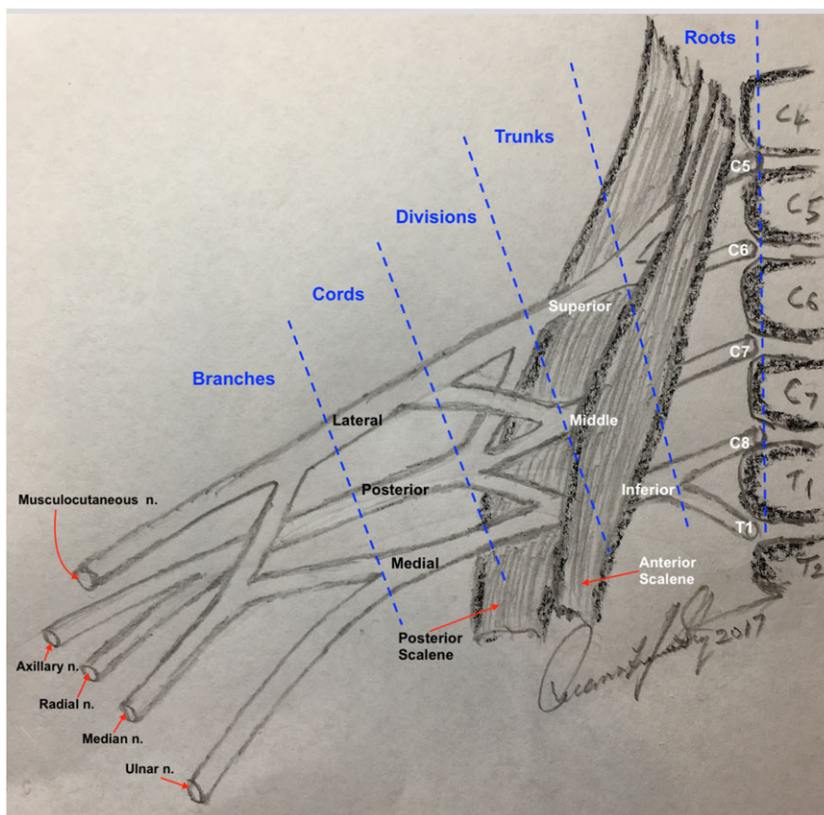 Roots
Trunks
Divisions
Cords
Branches
C4
C5
C5
C6
C6
C7
C7
C8
T1
T1
T2
Superior
Middle
Inferior
Lateral
Posterior
Medial
Musculocutaneous n.
Axillary n.
Radial n.
Median n.
Ulnar n.
Posterior
Scalene
Anterior
Scalene
2017